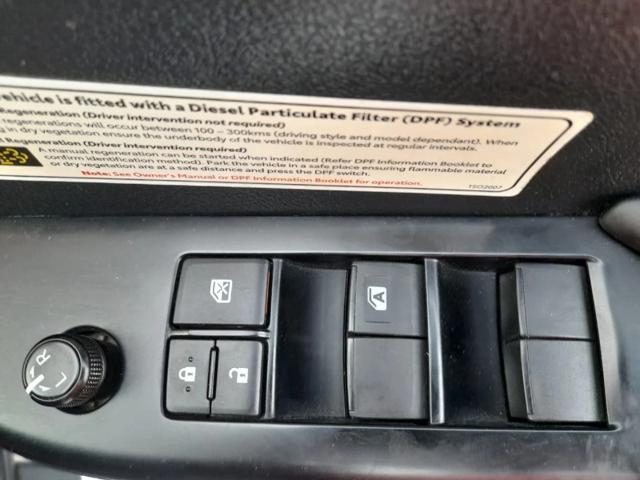 vehicle is fitted with a Diesel Particulate Filter (DPF) System
Regeneration (Driver intervention not required)
regenerations will occur between 100 – 300kms (driving style and model dependant). When
in dry vegetation ensure the underbody of the vehicle is inspected at regular intervals.
Regeneration (Driver intervention required)
A manual regeneration can be started when indicated (Refer DPF Information Booklet to
confirm identification method). Park the vehicle in a safe place ensuring flammable material
or dry vegetation are at a safe distance and press the DPF switch.
Note: See Owner's Manual or DPF Information Booklet for operation.
TSO2007
A
L R